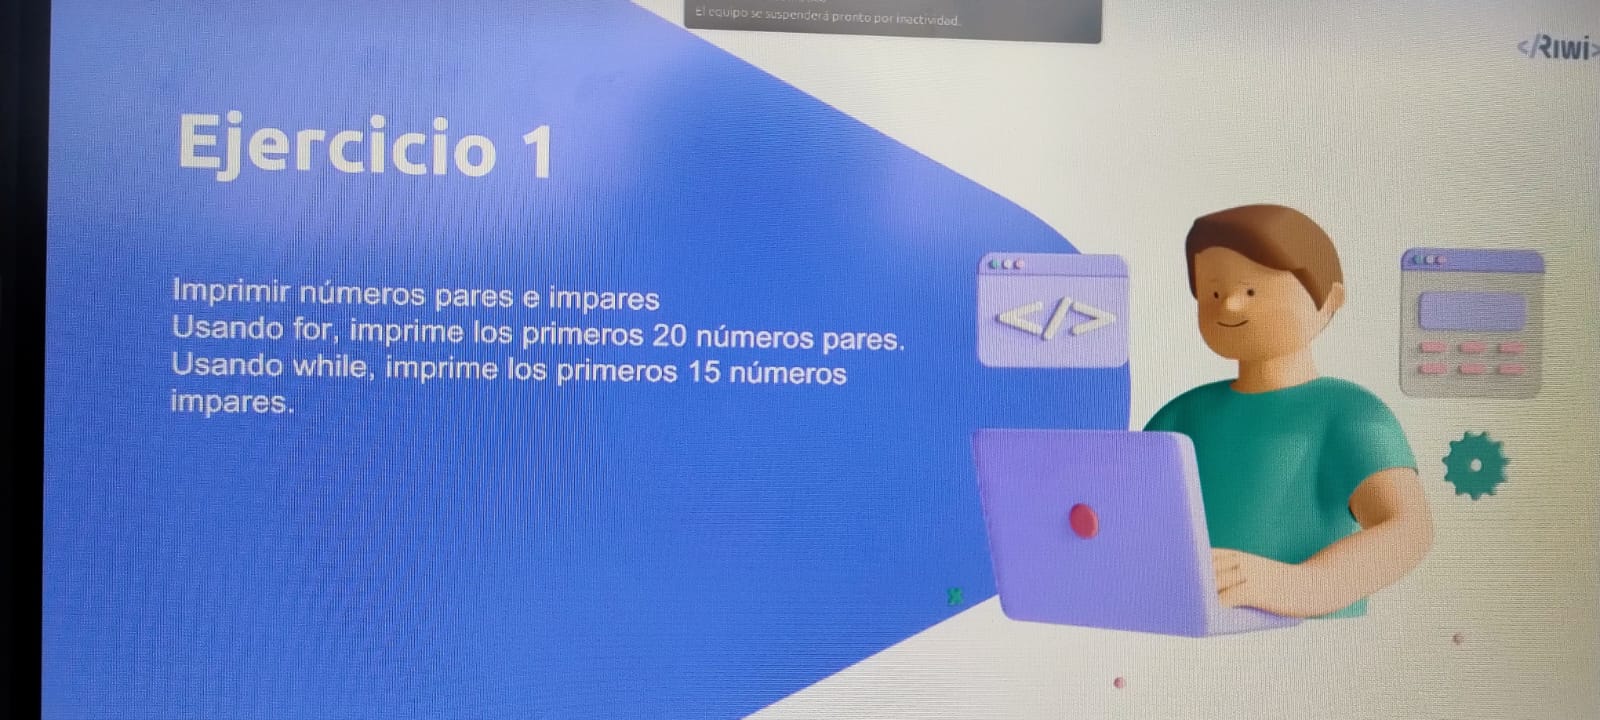 El equipo se suspenderá pronto por inactividad.
</Riwi>
Ejercicio 1
Imprimir números pares e impares
Usando for, imprime los primeros 20 números pares.
Usando while, imprime los primeros 15 números
impares.
</>